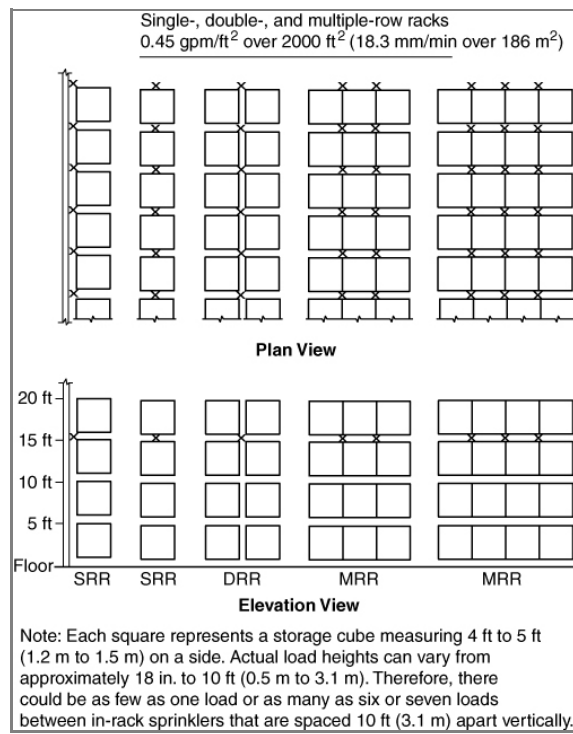 Single-, double-, and multiple-row racks
0.45 gpm/ft² over 2000 ft² (18.3 mm/min over 186 m²)
Plan View
20 ft
15 ft
10 ft
5 ft
Floor
SRR SRR DRR MRR MRR
Elevation View
Note: Each square represents a storage cube measuring 4 ft to 5 ft
(1.2 m to 1.5 m) on a side. Actual load heights can vary from
approximately 18 in. to 10 ft (0.5 m to 3.1 m). Therefore, there
could be as few as one load or as many as six or seven loads
between in-rack sprinklers that are spaced 10 ft (3.1 m) apart vertically.